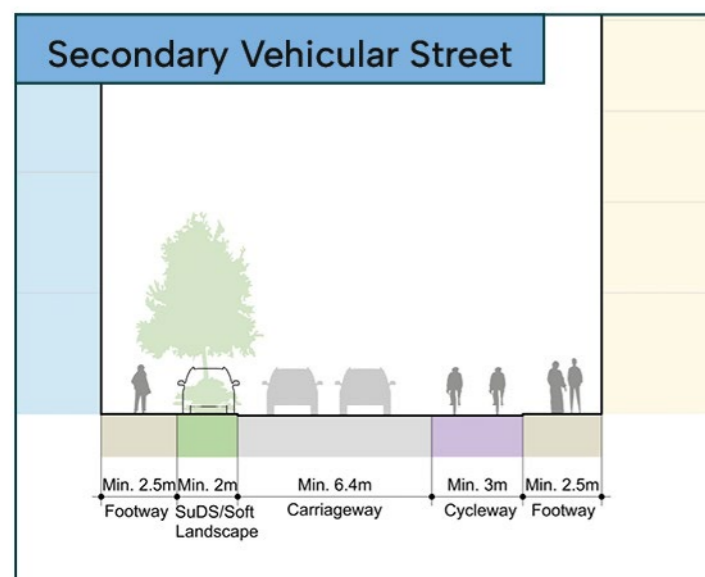 Secondary Vehicular Street
Min. 2.5m Min. 2m Min. 6.4m Min. 3m Min. 2.5m
Footway SuDS/Soft Landscape Carriageway Cycleway Footway